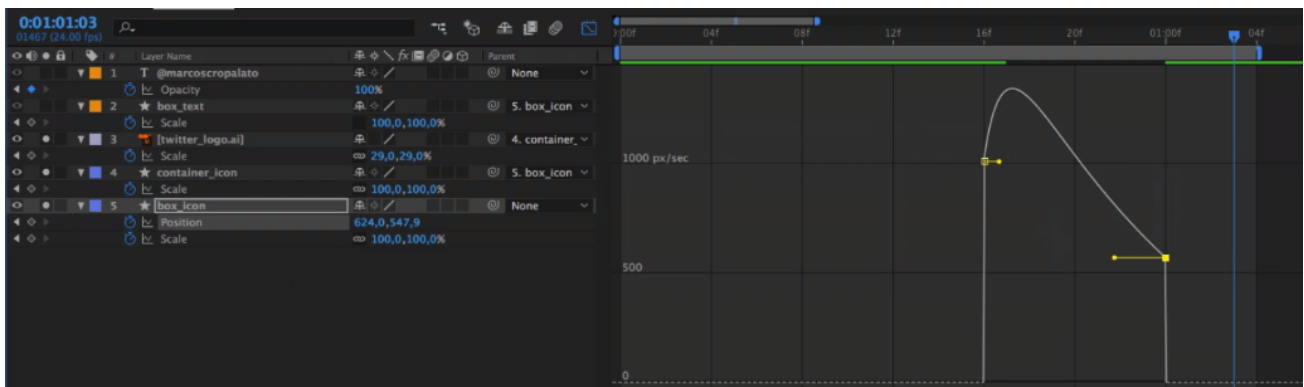 0:01:01:03
01467 (24.00 fps)
# Layer Name Parent
1 T @marcoscropalato None
Opacity 100%
2 box_text 5. box_icon
Scale 100,0,100,0%
3 [twitter_logo.ai] 4. container_
Scale 29,0,29,0%
4 container_icon 5. box_icon
Scale 100,0,100,0%
5 box_icon None
Position 624,0,547,9
Scale 100,0,100,0%
):00f 04f 08f 12f 16f 20f 01:00f 04f
1000 px/sec
500
0